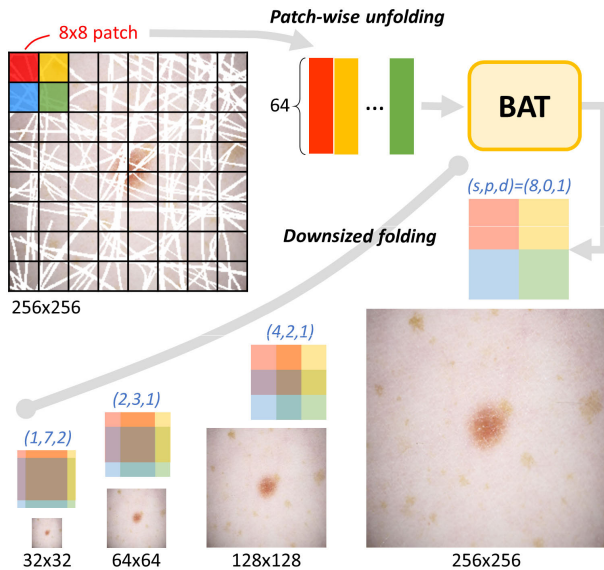 Patch-wise unfolding
8x8 patch
64
...
BAT
(s,p,d)=(8,0,1)
Downsized folding
256x256
(4,2,1)
(2,3,1)
(1,7,2)
32x32
64x64
128x128
256x256